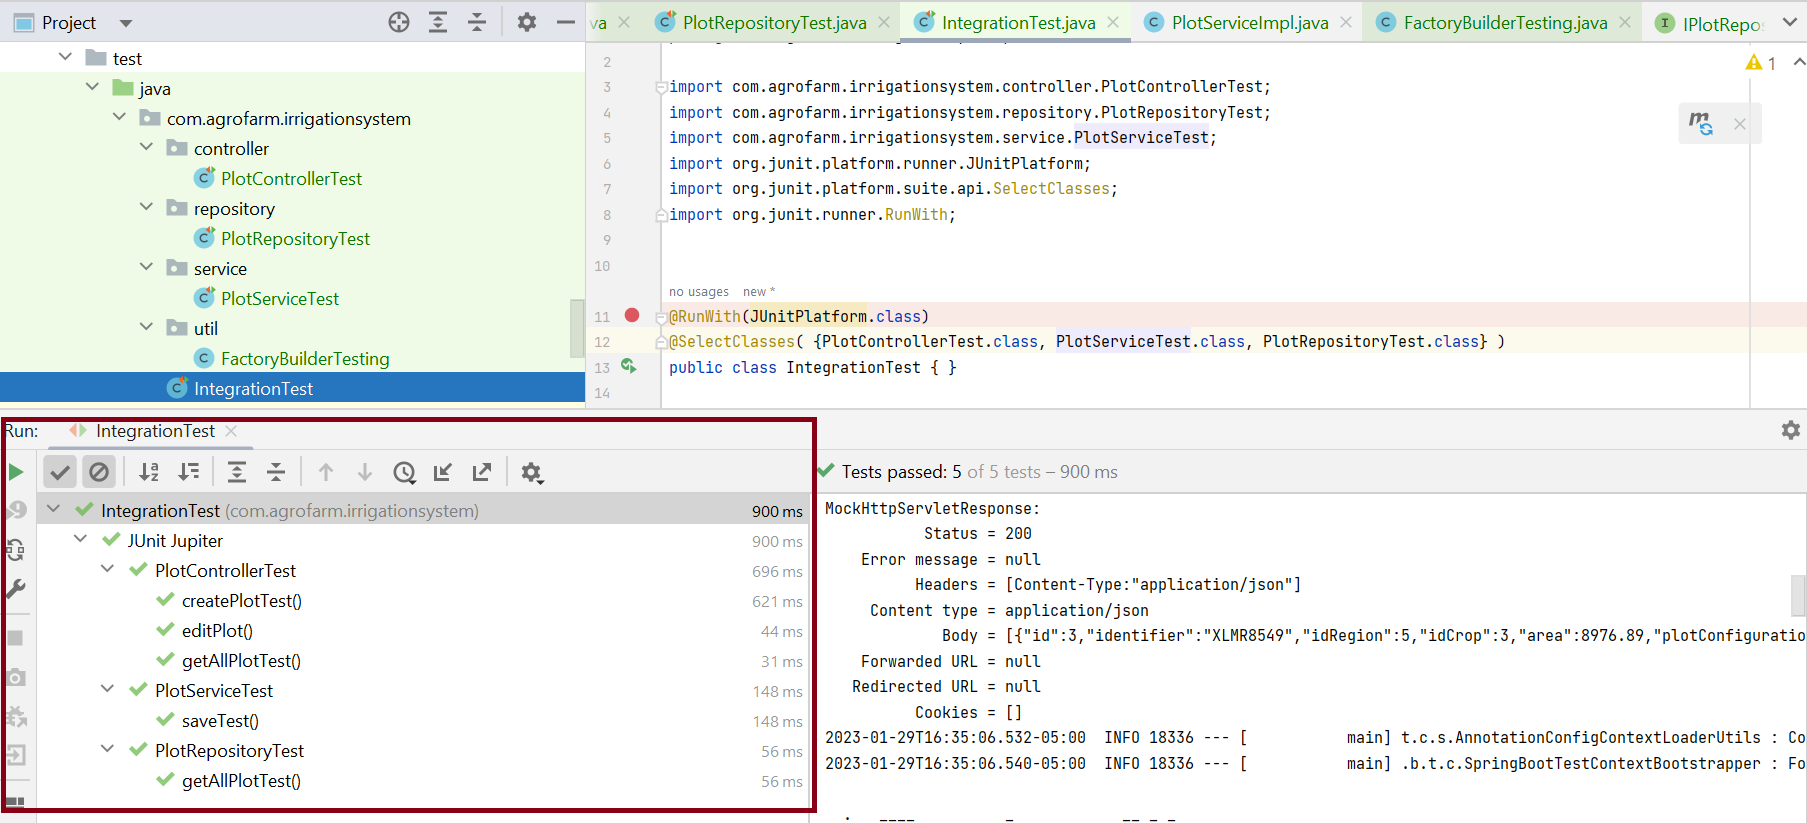 Project
va
PlotRepositoryTest.java
IntegrationTest.java
PlotServiceImpl.java
FactoryBuilderTesting.java
IPlotRepo
test
java
com.agrofarm.irrigationsystem
controller
PlotControllerTest
repository
PlotRepositoryTest
service
PlotServiceTest
util
FactoryBuilderTesting
IntegrationTest
1
2
3 import com.agrofarm.irrigationsystem.controller.PlotControllerTest;
4 import com.agrofarm.irrigationsystem.repository.PlotRepositoryTest;
5 import com.agrofarm.irrigationsystem.service.PlotServiceTest;
6 import org.junit.platform.runner.JUnitPlatform;
7 import org.junit.platform.suite.api.SelectClasses;
8 import org.junit.runner.RunWith;
9
10
no usages new *
11 @RunWith(JUnitPlatform.class)
12 @SelectClasses( {PlotControllerTest.class, PlotServiceTest.class, PlotRepositoryTest.class} )
13 public class IntegrationTest { }
14
Run: IntegrationTest
Tests passed: 5 of 5 tests – 900 ms
IntegrationTest (com.agrofarm.irrigationsystem) 900 ms
JUnit Jupiter 900 ms
PlotControllerTest 696 ms
createPlotTest() 621 ms
editPlot() 44 ms
getAllPlotTest() 31 ms
PlotServiceTest 148 ms
saveTest() 148 ms
PlotRepositoryTest 56 ms
getAllPlotTest() 56 ms
MockHttpServletResponse:
Status = 200
Error message = null
Headers = [Content-Type:"application/json"]
Content type = application/json
Body = [{"id":3,"identifier":"XLMR8549","idRegion":5,"idCrop":3,"area":8976.89,"plotConfiguratio
Forwarded URL = null
Redirected URL = null
Cookies = []
2023-01-29T16:35:06.532-05:00 INFO 18336 --- [ main] t.c.s.AnnotationConfigContextLoaderUtils : Co
2023-01-29T16:35:06.540-05:00 INFO 18336 --- [ main] .b.t.c.SpringBootTestContextBootstrapper : Fo